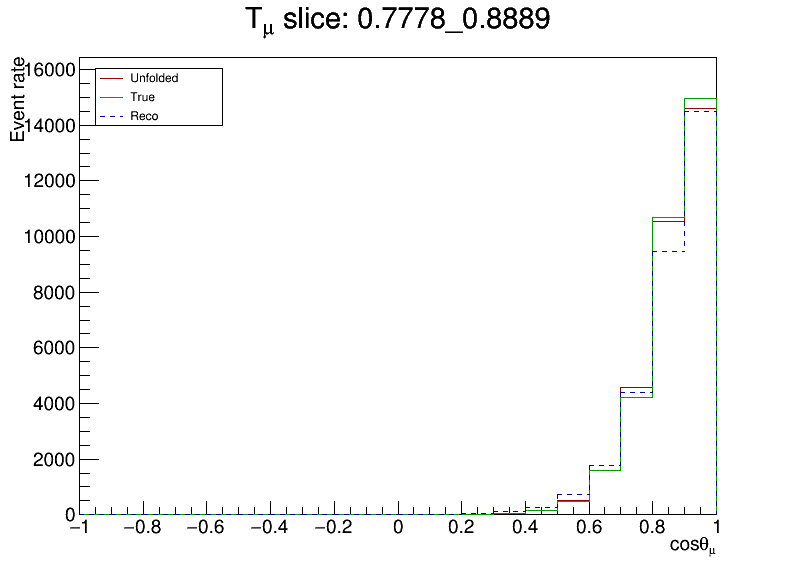 Tμ slice: 0.7778_0.8889
Event rate
Unfolded
True
Reco
16000
14000
12000
10000
8000
6000
4000
2000
0
−1 −0.8 −0.6 −0.4 −0.2 0 0.2 0.4 0.6 0.8 1
cosθμ